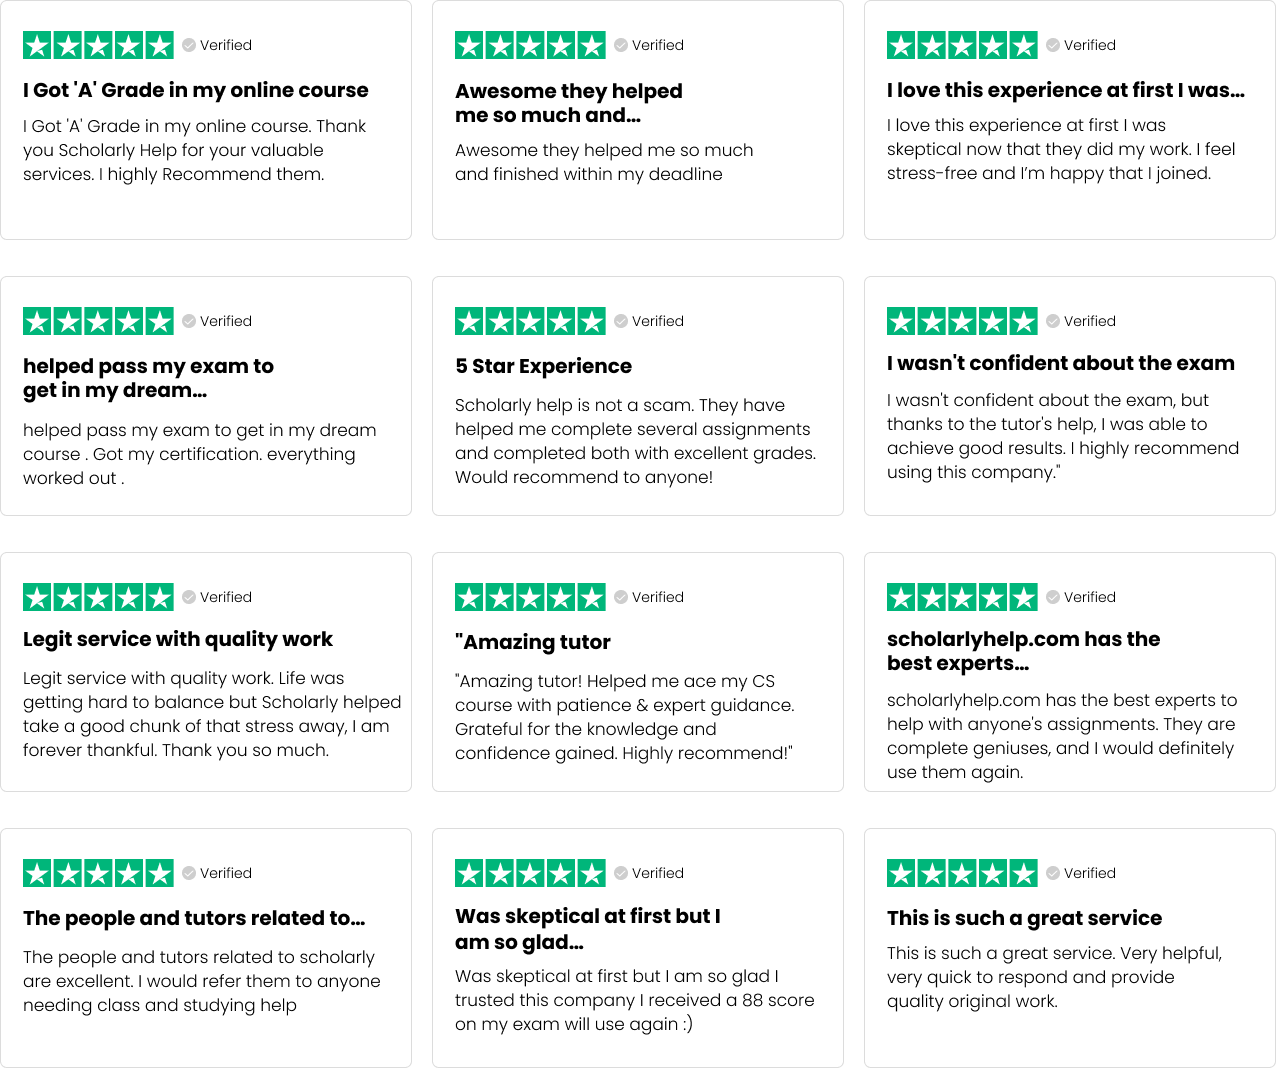 Verified
I Got 'A' Grade in my online course
I Got 'A' Grade in my online course. Thank
you Scholarly Help for your valuable
services. I highly Recommend them.
Verified
Awesome they helped
me so much and...
Awesome they helped me so much
and finished within my deadline
Verified
I love this experience at first I was...
I love this experience at first I was
skeptical now that they did my work. I feel
stress-free and I’m happy that I joined.
Verified
helped pass my exam to
get in my dream...
helped pass my exam to get in my dream
course . Got my certification. everything
worked out .
Verified
5 Star Experience
Scholarly help is not a scam. They have
helped me complete several assignments
and completed both with excellent grades.
Would recommend to anyone!
Verified
I wasn't confident about the exam
I wasn't confident about the exam, but
thanks to the tutor's help, I was able to
achieve good results. I highly recommend
using this company."
Verified
Legit service with quality work
Legit service with quality work. Life was
getting hard to balance but Scholarly helped
take a good chunk of that stress away, I am
forever thankful. Thank you so much.
Verified
"Amazing tutor
"Amazing tutor! Helped me ace my CS
course with patience & expert guidance.
Grateful for the knowledge and
confidence gained. Highly recommend!"
Verified
scholarlyhelp.com has the
best experts...
scholarlyhelp.com has the best experts to
help with anyone's assignments. They are
complete geniuses, and I would definitely
use them again.
Verified
The people and tutors related to...
The people and tutors related to scholarly
are excellent. I would refer them to anyone
needing class and studying help
Verified
Was skeptical at first but I
am so glad...
Was skeptical at first but I am so glad I
trusted this company I received a 88 score
on my exam will use again :)
Verified
This is such a great service
This is such a great service. Very helpful,
very quick to respond and provide
quality original work.